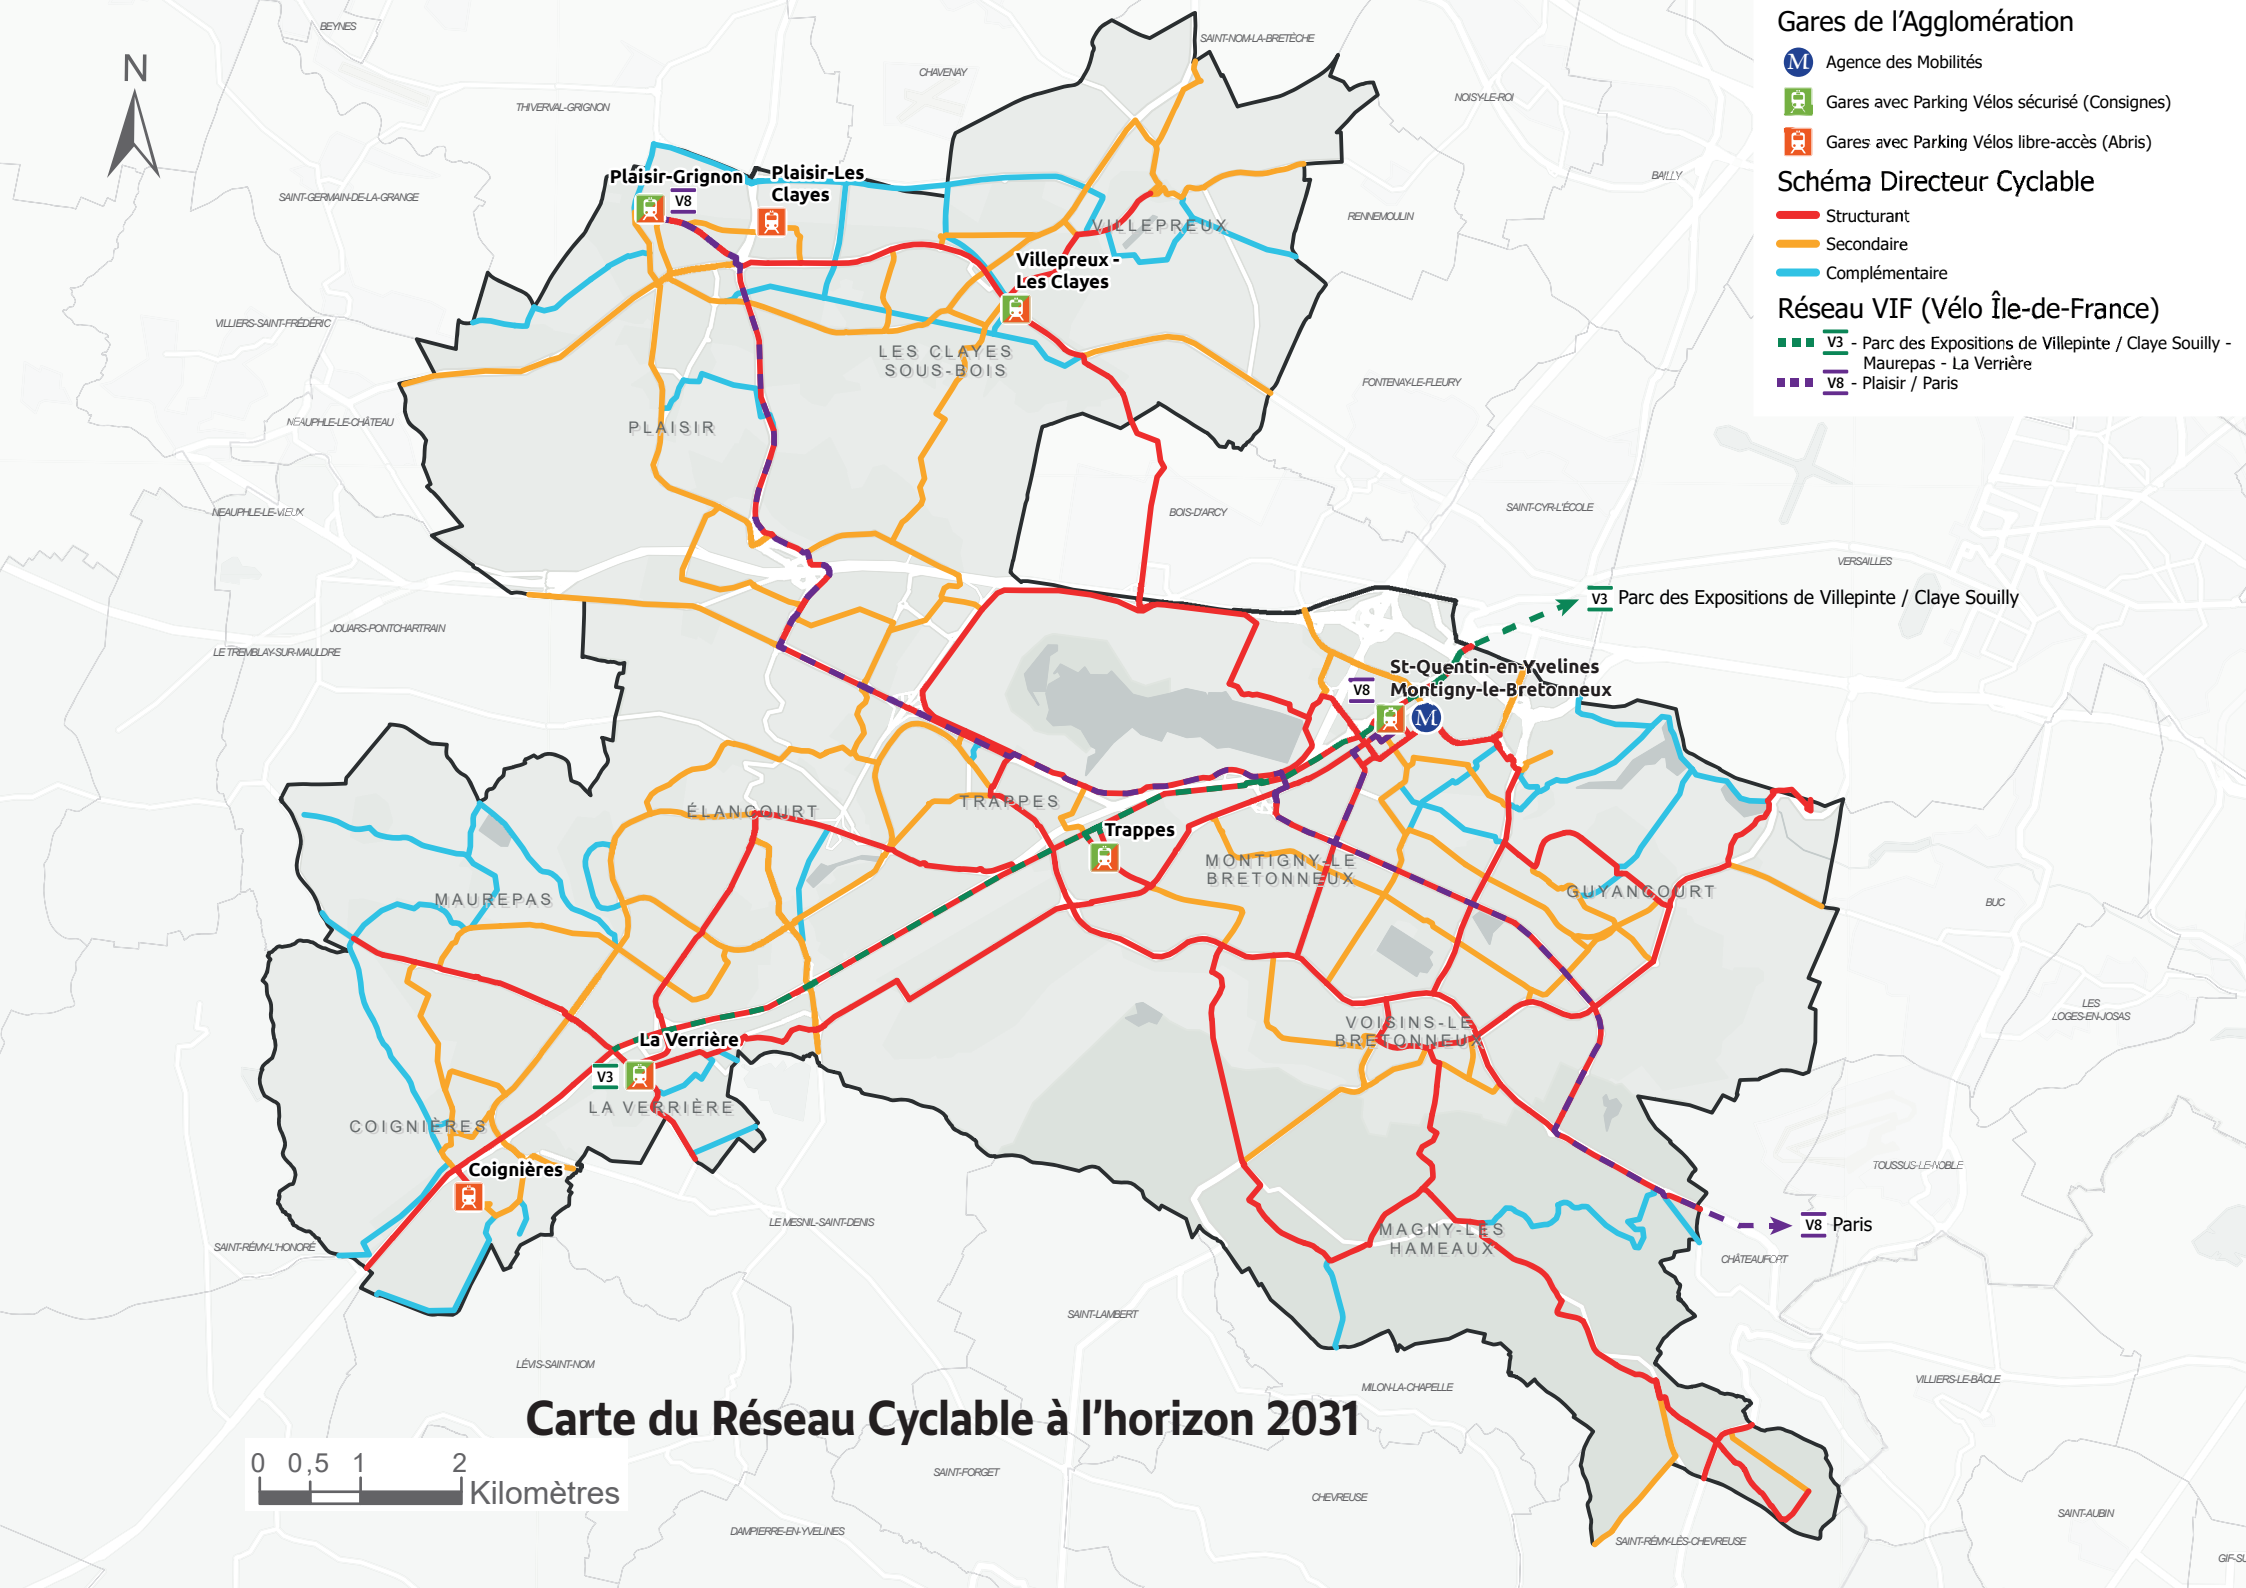 Gares de l'Agglomération
M
Agence des Mobilités
Gares avec Parking Vélos sécurisé (Consignes)
Gares avec Parking Vélos libre-accès (Abris)
Schéma Directeur Cyclable
Structurant
Secondaire
Complémentaire
Réseau VIF (Vélo Île-de-France)
V3 - Parc des Expositions de Villepinte / Claye Souilly -
Maurepas - La Verrière
V8 - Plaisir / Paris
N
BEYNES
SAINT-NOM-LA-BRETÈCHE
CHAVENAY
THIVERVAL-GRIGNON
NOISY-LE-ROI
BAILLY
SAINT-GERMAIN-DE-LA-GRANGE
RENNEMOULIN
Plaisir-Grignon
V8
Plaisir-Les
Clayes
VILLEPREUX
Villepreux -
Les Clayes
VILLIERS-SAINT-FRÉDÉRIC
LES CLAYES
SOUS-BOIS
FONTENAY-LE-FLEURY
NEAUPHLE-LE-CHÂTEAU
PLAISIR
NEAUPHLE-LE-VIEUX
BOIS-D'ARCY
SAINT-CYR-L'ÉCOLE
VERSAILLES
V3 Parc des Expositions de Villepinte / Claye Souilly
JOUARS-PONTCHARTRAIN
LE TREMBLAY-SUR-MAULDRE
St-Quentin-en-Yvelines
Montigny-le-Bretonneux
V8
M
TRAPPES
ÉLANCOURT
Trappes
MONTIGNY-LE
BRETONNEUX
GUYANCOURT
MAUREPAS
BUC
LES
LOGES-EN-JOSAS
VOISINS-LE
BRETONNEUX
La Verrière
V3
LA VERRIÈRE
COIGNIÈRES
Coignières
TOUSSUS-LE-NOBLE
LE MESNIL-SAINT-DENIS
V8 Paris
MAGNY-LES
HAMEAUX
SAINT-RÉMY-L'HONORÉ
CHÂTEAUFORT
SAINT-LAMBERT
LÉVIS-SAINT-NOM
MILON-LA-CHAPELLE
VILLIERS-LE-BÂCLE
Carte du Réseau Cyclable à l'horizon 2031
0 0,5 1 2
Kilomètres
SAINT-FORGET
CHEVREUSE
SAINT-AUBIN
DAMPIERRE-EN-YVELINES
SAINT-RÉMY-LÈS-CHEVREUSE
GIF-SU